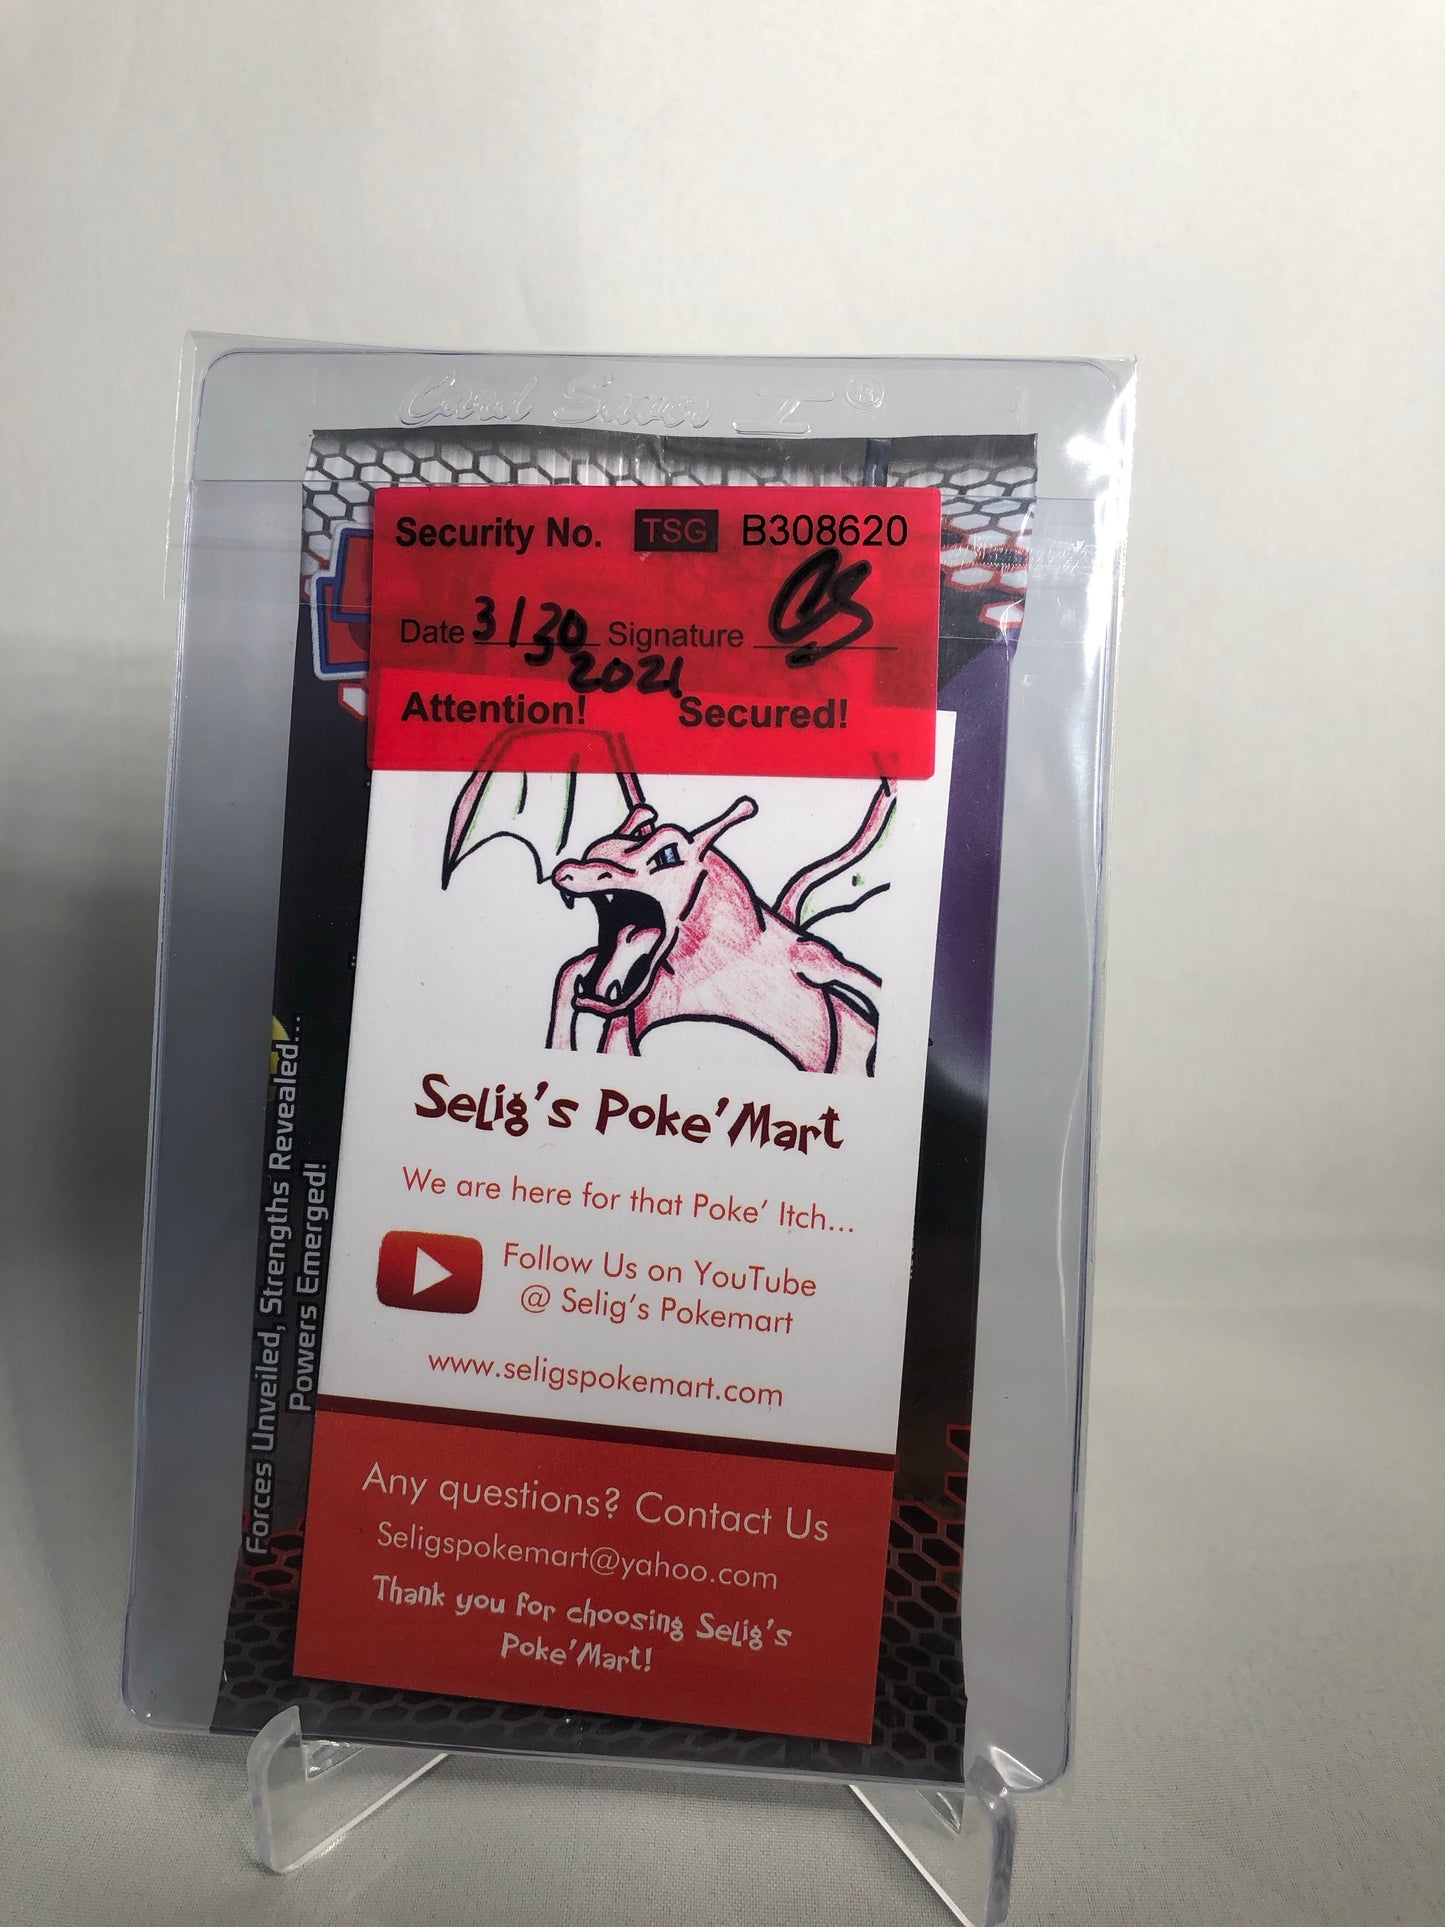 Card Savor I ®
Security No. TSG B308620
Date 3/30 Signature CS
2021
Attention! Secured!
Selig's Poke'Mart
We are here for that Poke' Itch...
Follow Us on YouTube
@ Selig's Pokemart
www.seligspokemart.com
Any questions? Contact Us
Seligspokemart@yahoo.com
Thank you for choosing Selig's
Poke'Mart!
Forces Unveiled, Strengths Revealed...
Powers Emerged!